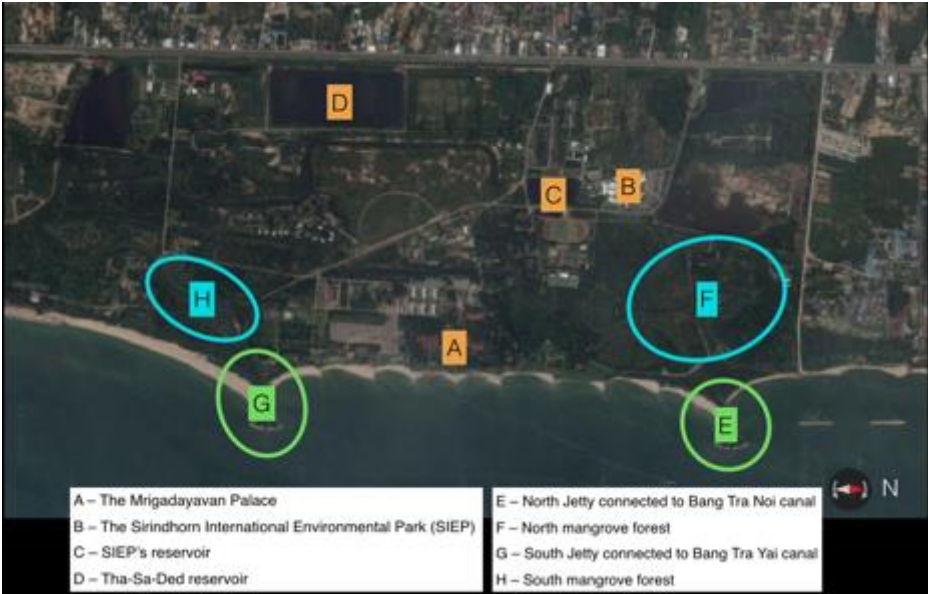 D
C
B
H
F
A
G
E
N
A – The Mrigadayavan Palace
B – The Sirindhorn International Environmental Park (SIEP)
C – SIEP's reservoir
D – Tha-Sa-Ded reservoir
E – North Jetty connected to Bang Tra Noi canal
F – North mangrove forest
G – South Jetty connected to Bang Tra Yai canal
H – South mangrove forest